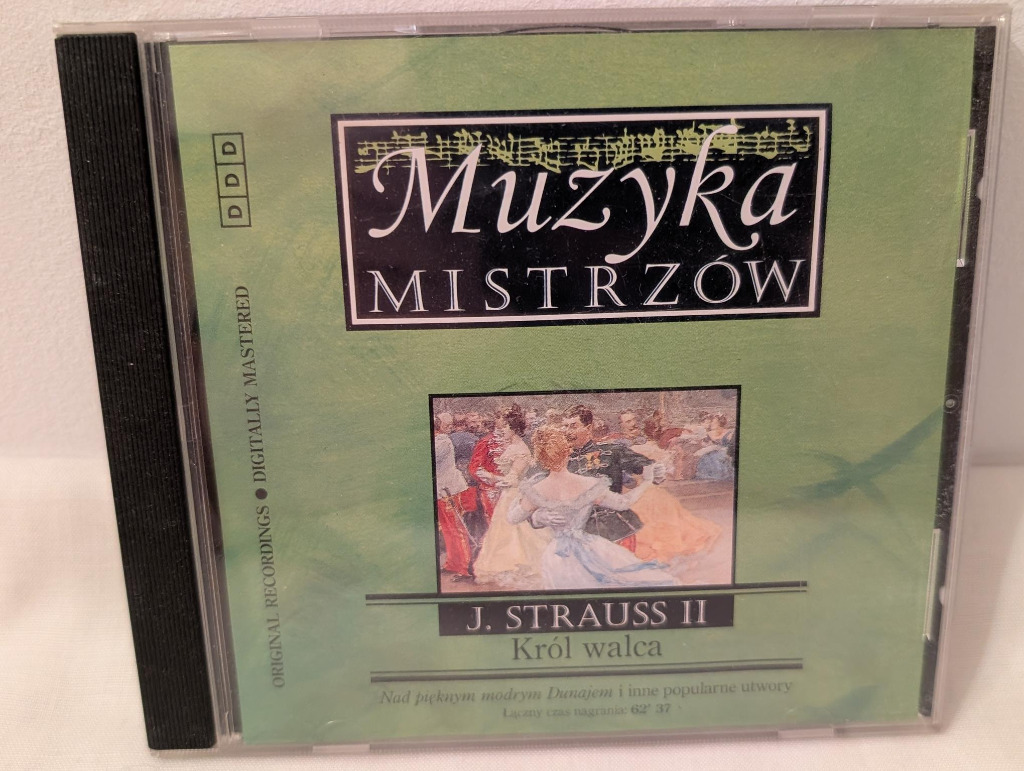 DDD
ORIGINAL RECORDINGS ● DIGITALLY MASTERED
Muzyka
MISTRZÓW
J. STRAUSS II
Król walca
Nad pięknym modrym Dunajem i inne popularne utwory
Łączny czas nagrania: 62' 37